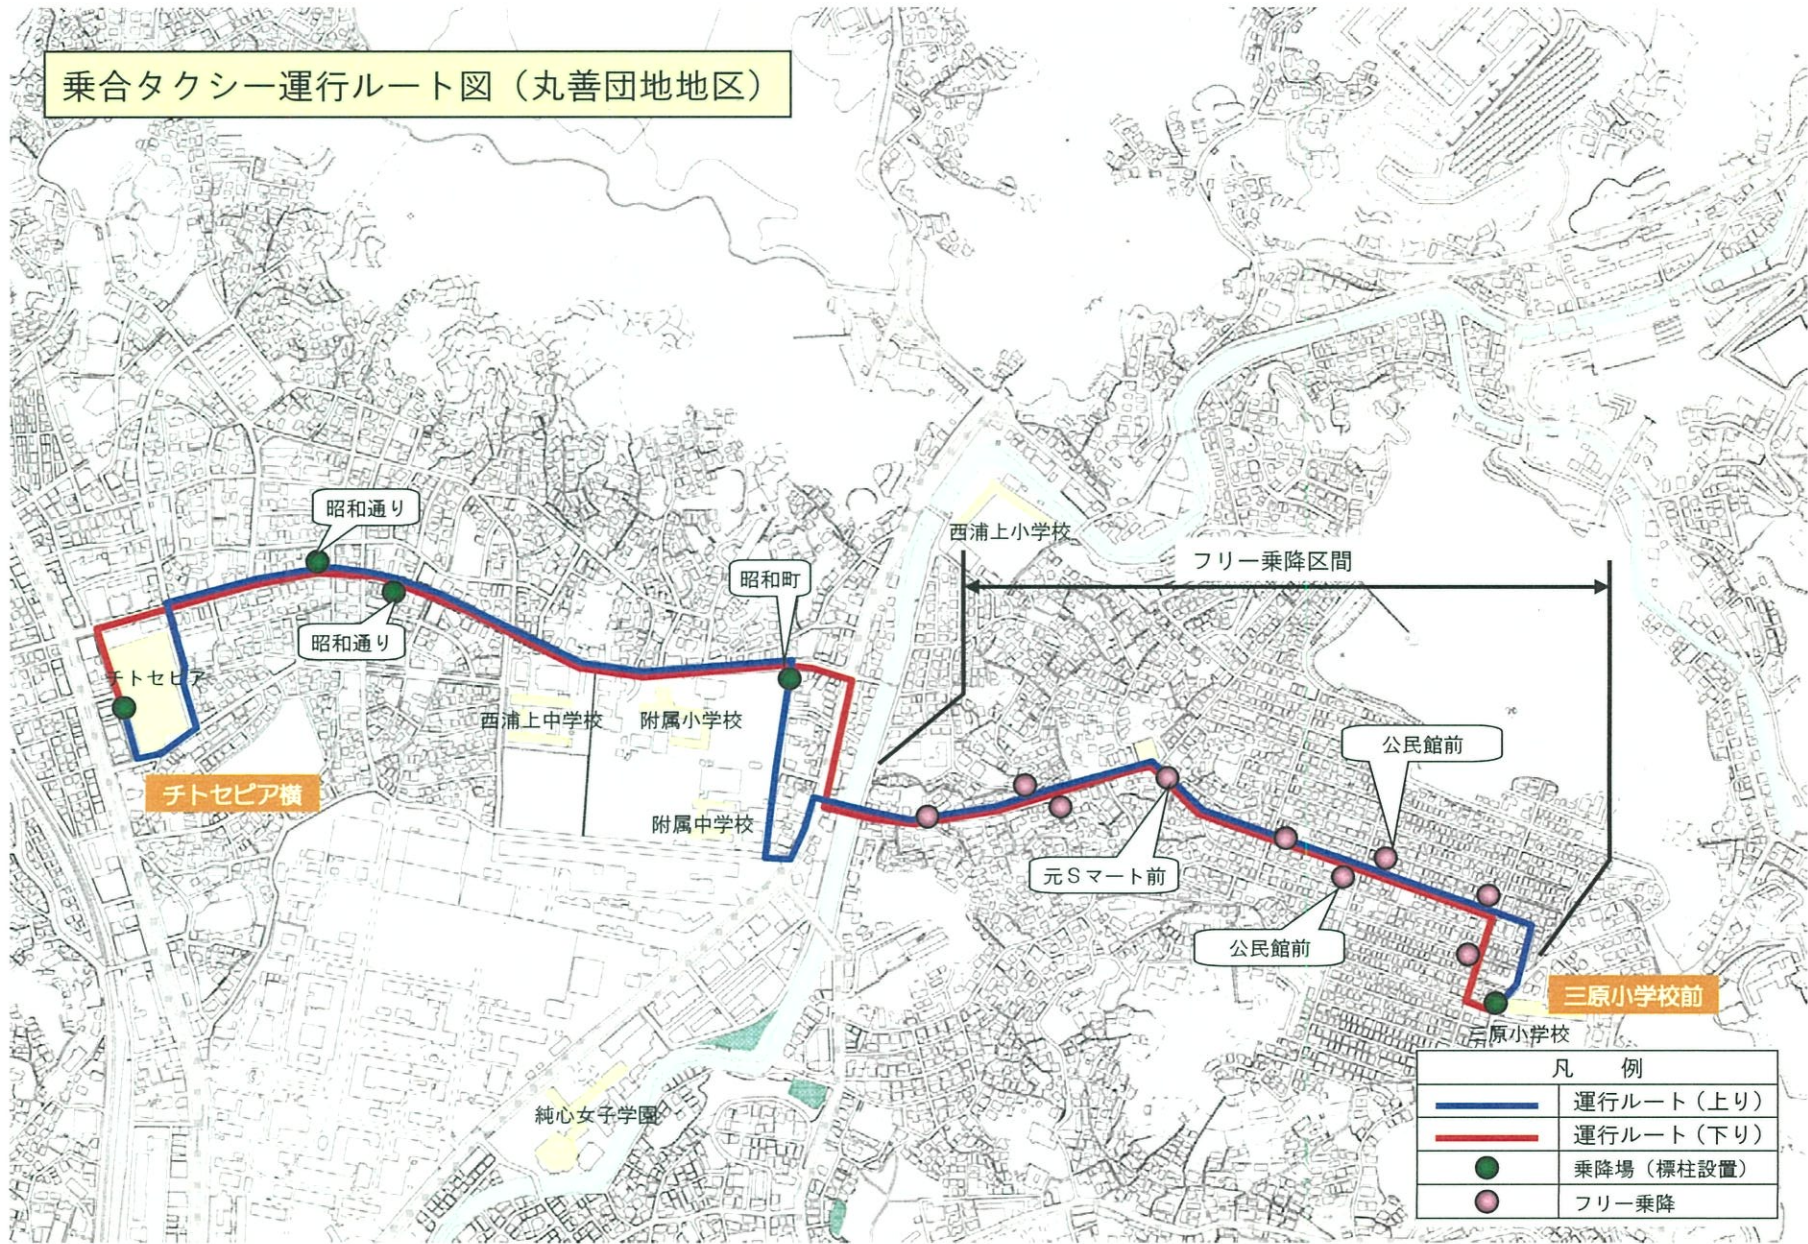 乗合タクシー運行ルート図（丸善団地地区）
昭和通り
西浦上小学校
フリー乗降区間
昭和町
昭和通り
チトセピア
西浦上中学校
附属小学校
公民館前
チトセピア横
附属中学校
元Ｓマート前
公民館前
三原小学校前
三原小学校
純心女子学園
凡　例
運行ルート（上り）
運行ルート（下り）
乗降場（標柱設置）
フリー乗降